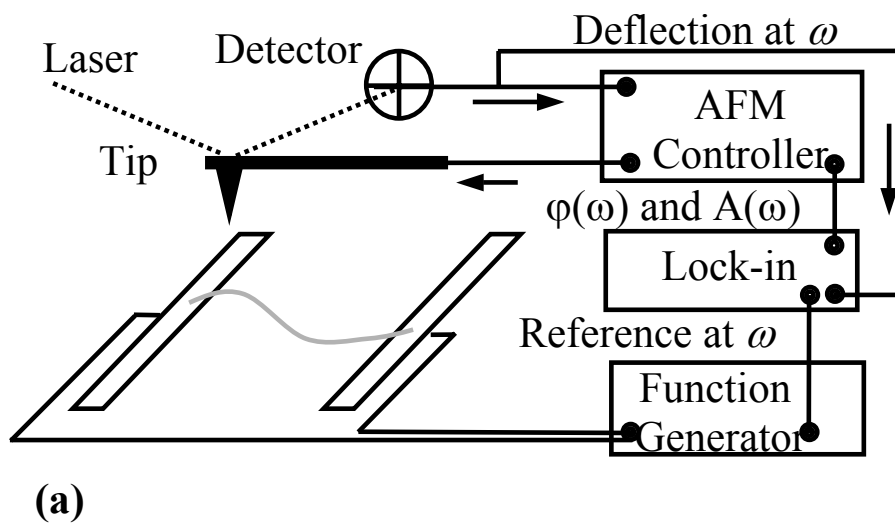 Deflection at ω
Laser
Detector
AFM
Controller
Tip
φ(ω) and A(ω)
Lock-in
Reference at ω
Function
Generator
(a)